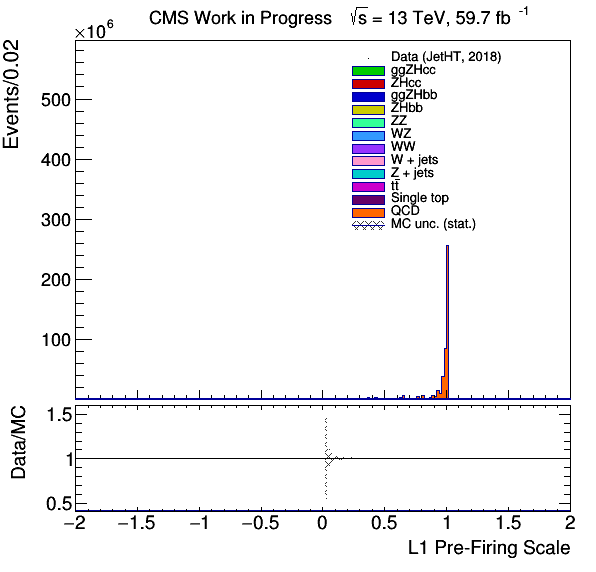 CMS Work in Progress √s = 13 TeV, 59.7 fb⁻¹
×10⁶
Events/0.02
500
400
300
200
100
Data (JetHT, 2018)
ggZHcc
ZHcc
ggZHbb
ZHbb
ZZ
WZ
WW
W + jets
Z + jets
tt̄
Single top
QCD
MC unc. (stat.)
Data/MC
1.5
1
0.5
−2 −1.5 −1 −0.5 0 0.5 1 1.5 2
L1 Pre-Firing Scale